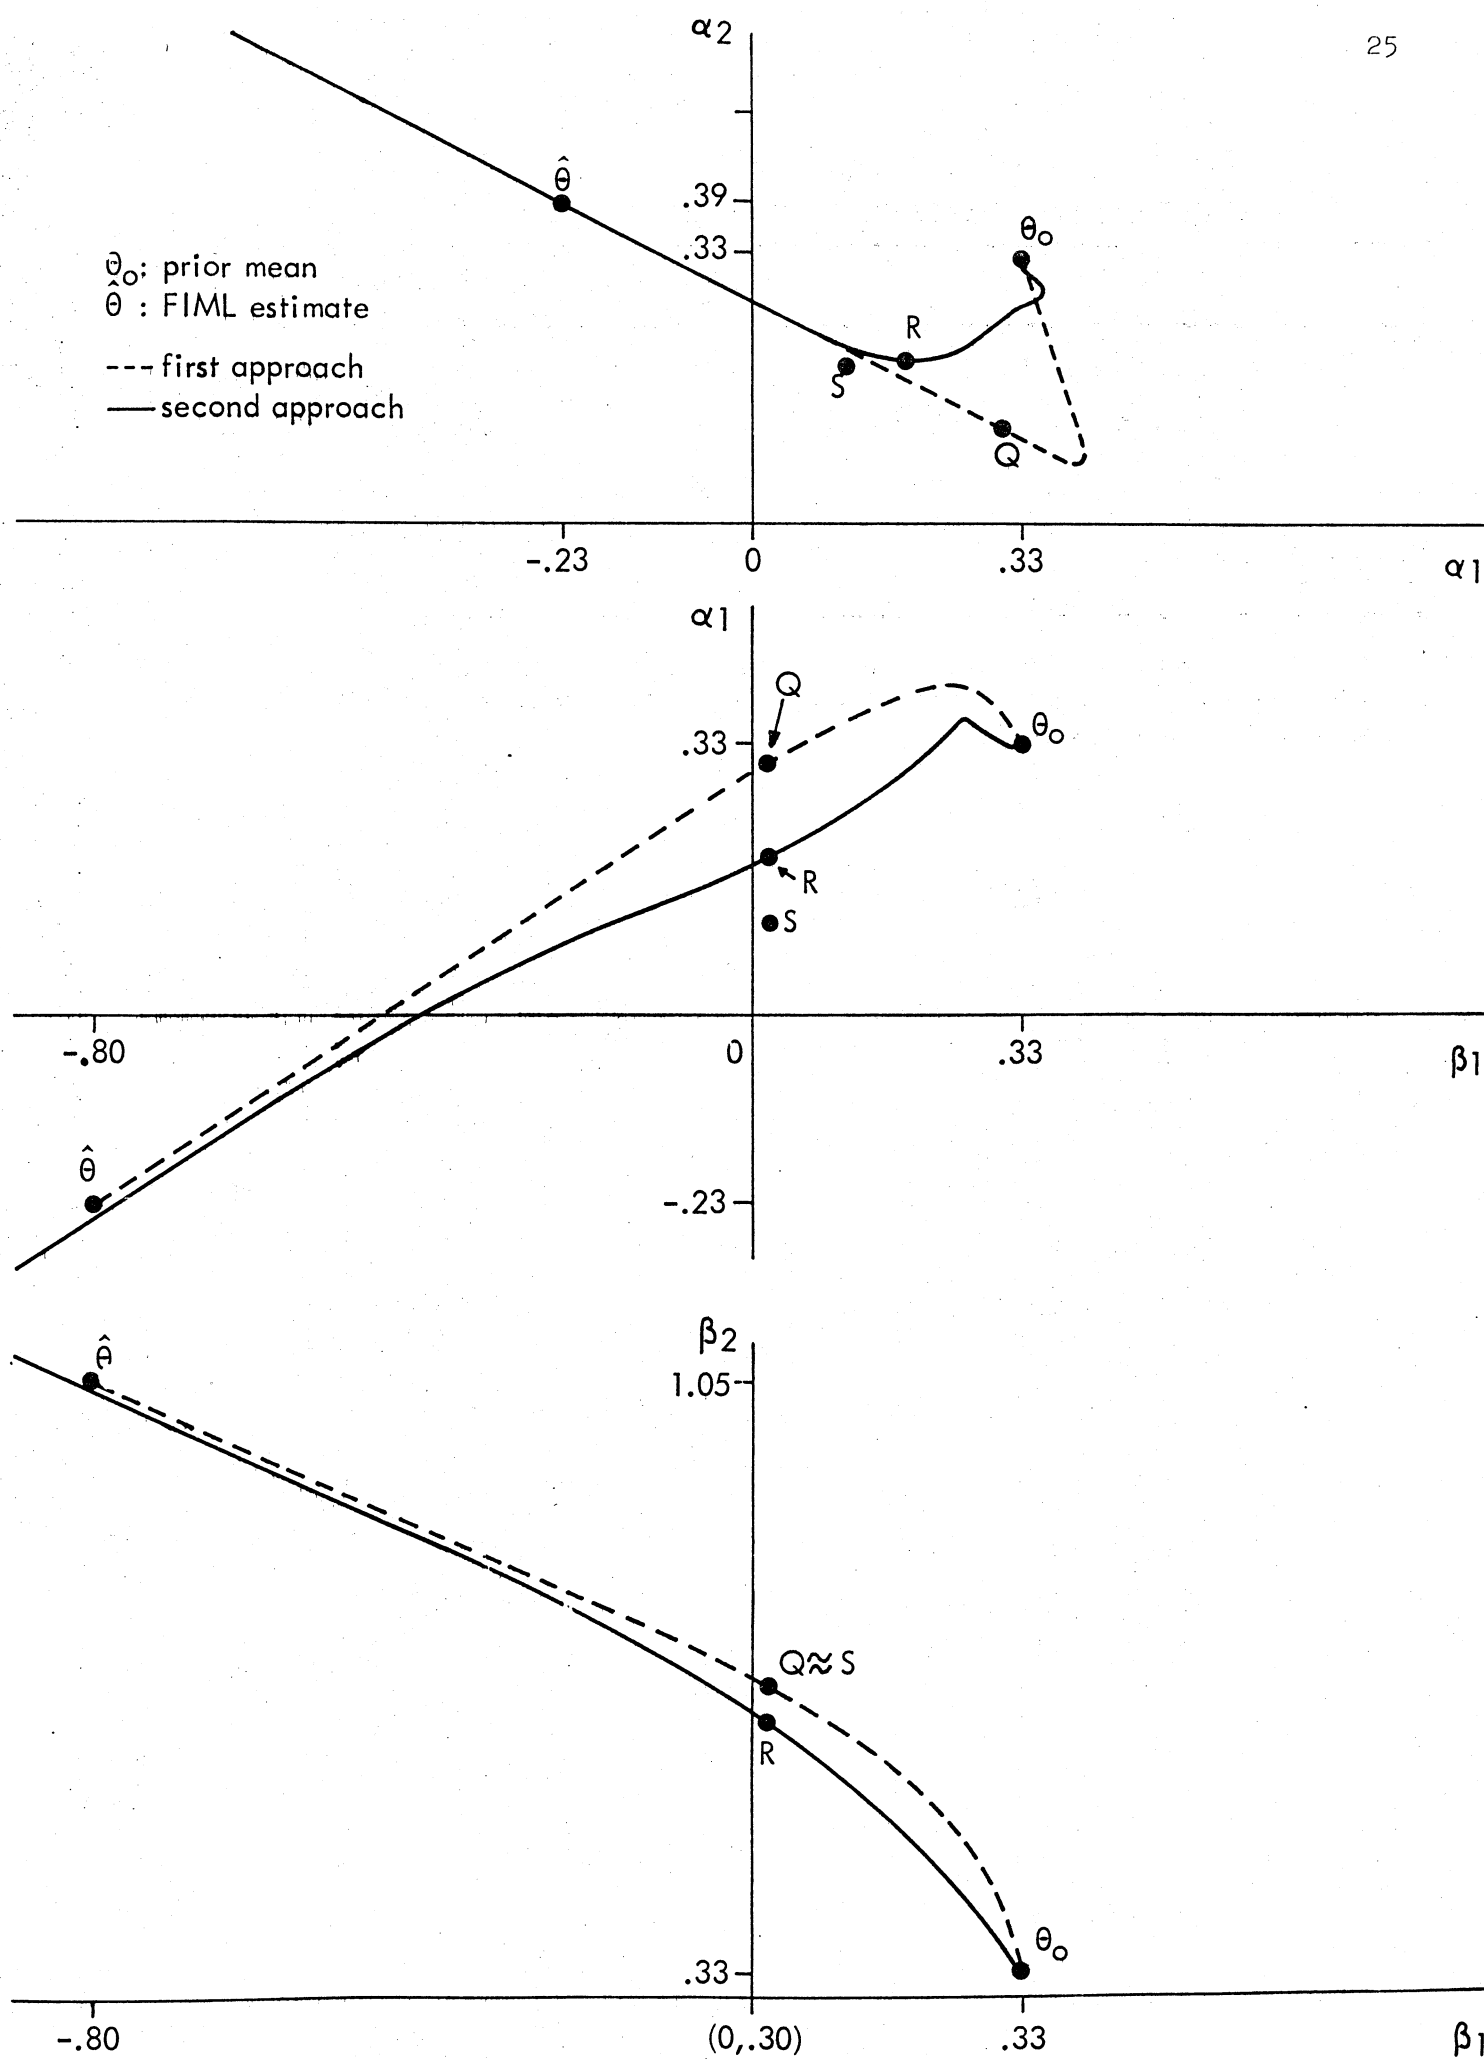 25
α2
θ̂
.39
.33
θo
θo: prior mean
θ̂ : FIML estimate
--- first approach
— second approach
R
S
Q
-.23
0
.33
α1
α1
Q
.33
θo
R
S
-.80
0
.33
β1
θ̂
-.23
β2
θ̂
1.05
Q≈S
R
θo
.33
-.80
(0,.30)
.33
β1